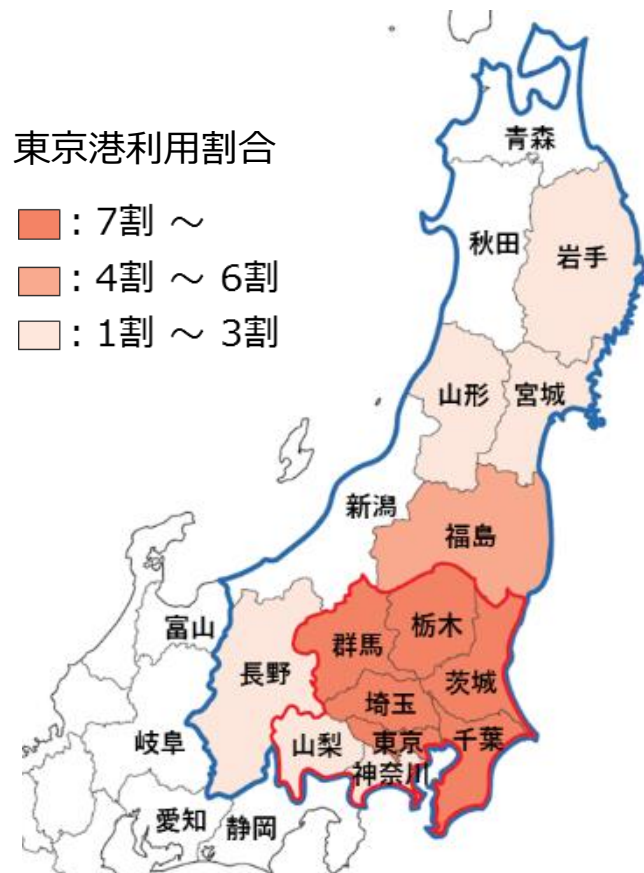 東京港利用割合
: 7割 ～
: 4割 ～ 6割
: 1割 ～ 3割
青森
秋田
岩手
山形
宮城
新潟
福島
富山
長野
群馬
栃木
茨城
埼玉
岐阜
山梨
東京
千葉
神奈川
愛知
静岡